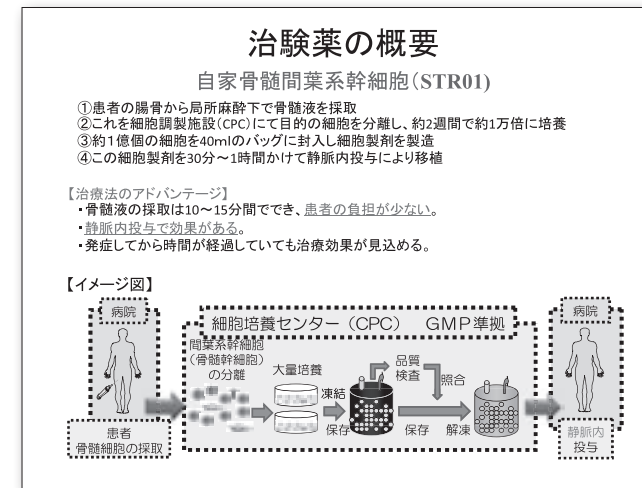 治験薬の概要
自家骨髄間葉系幹細胞(STR01)
①患者の腸骨から局所麻酔下で骨髄液を採取
②これを細胞調製施設(CPC)にて目的の細胞を分離し、約2週間で約1万倍に培養
③約1億個の細胞を40mlのバッグに封入し細胞製剤を製造
④この細胞製剤を30分～1時間かけて静脈内投与により移植
【治療法のアドバンテージ】
・骨髄液の採取は10～15分間でき、患者の負担が少ない。
・静脈内投与で効果がある。
・発症してから時間が経過していても治療効果が見込める。
【イメージ図】
病院
細胞培養センター（CPC）　GMP準拠
病院
間葉系幹細胞
（骨髄幹細胞）
の分離
大量培養
凍結
保存
品質
検査
照合
保存
解凍
患者
骨髄細胞の採取
静脈内
投与